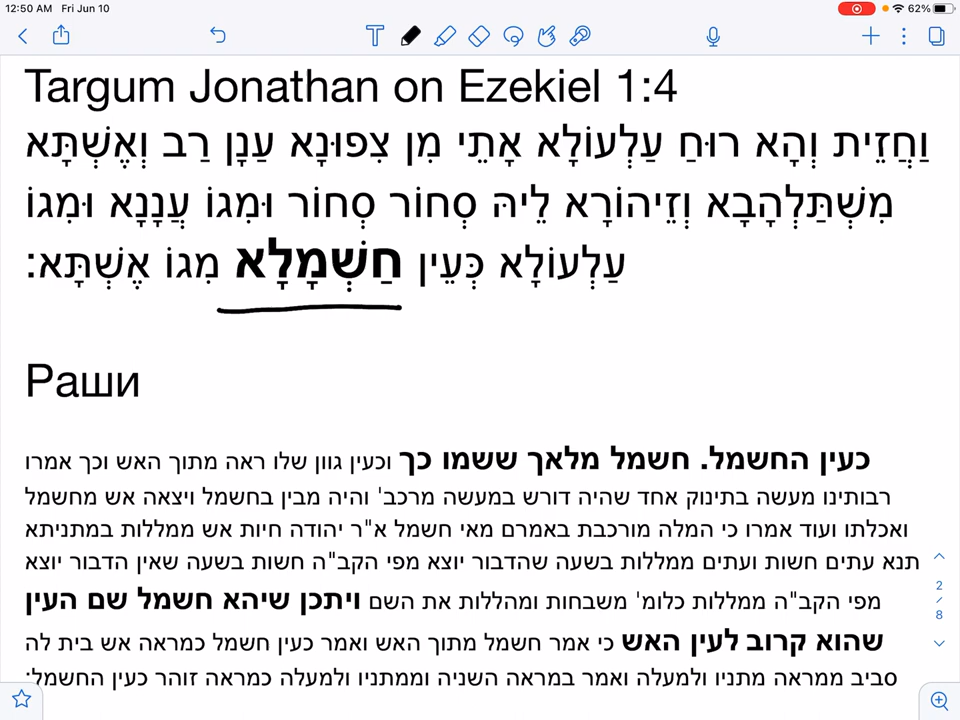 12:50 AM Fri Jun 10
62%
Targum Jonathan on Ezekiel 1:4
וַחֲזֵית וְהָא רוּחַ עַלְעוֹלָא אָתֵי מִן צִפּוּנָא עֲנָן רַב וְאֶשְׁתָּא
מִשְׁתַּלְהָבָא וְזֵיהוֹרָא לֵיהּ סְחוֹר סְחוֹר וּמִגוֹ עֲנָנָא וּמִגוֹ
עַלְעוֹלָא כְּעֵין חַשְׁמָלָא מִגוֹ אֶשְׁתָּא:
Раши
כעין החשמל. חשמל מלאך ששמו כך וכעין גוון שלו ראה מתוך האש וכך אמרו
רבותינו מעשה בתינוק אחד שהיה דורש במעשה מרכב' והיה מבין בחשמל ויצאה אש מחשמל
ואכלתו ועוד אמרו כי המלה מורכבת באמרם מאי חשמל א"ר יהודה חיות אש ממללות במתניתא
תנא עתים חשות ועתים ממללות בשעה שהדבור יוצא מפי הקב"ה חשות בשעה שאין הדבור יוצא
מפי הקב"ה ממללות כלומ' משבחות ומהללות את השם ויתכן שיהא חשמל שם העין
שהוא קרוב לעין האש כי אמר חשמל מתוך האש ואמר כעין חשמל כמראה אש בית לה
סביב ממראה מתניו ולמעלה ואמר במראה השניה וממתניו ולמעלה כמראה זוהר כעין החשמל:
2
/
8